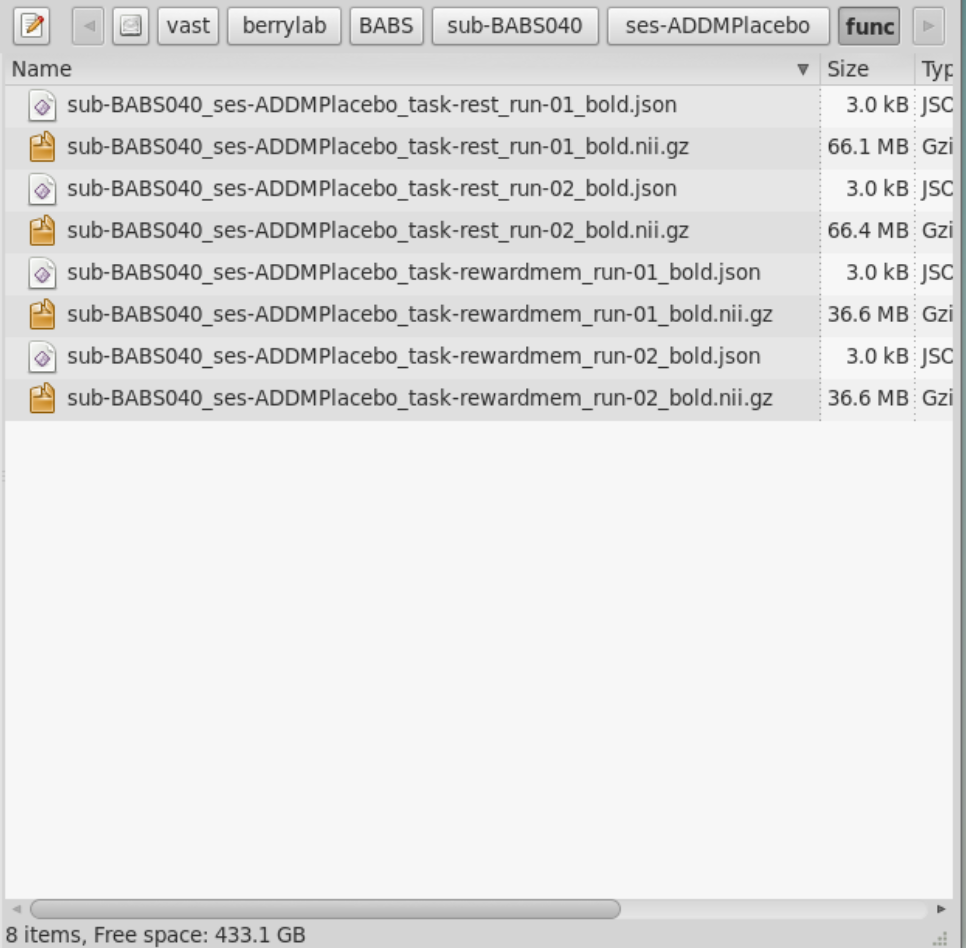 vast berrylab BABS sub-BABS040 ses-ADDMPlacebo func
Name Size Typ
sub-BABS040_ses-ADDMPlacebo_task-rest_run-01_bold.json 3.0 kB JSO
sub-BABS040_ses-ADDMPlacebo_task-rest_run-01_bold.nii.gz 66.1 MB Gzi
sub-BABS040_ses-ADDMPlacebo_task-rest_run-02_bold.json 3.0 kB JSO
sub-BABS040_ses-ADDMPlacebo_task-rest_run-02_bold.nii.gz 66.4 MB Gzi
sub-BABS040_ses-ADDMPlacebo_task-rewardmem_run-01_bold.json 3.0 kB JSO
sub-BABS040_ses-ADDMPlacebo_task-rewardmem_run-01_bold.nii.gz 36.6 MB Gzi
sub-BABS040_ses-ADDMPlacebo_task-rewardmem_run-02_bold.json 3.0 kB JSO
sub-BABS040_ses-ADDMPlacebo_task-rewardmem_run-02_bold.nii.gz 36.6 MB Gzi
8 items, Free space: 433.1 GB